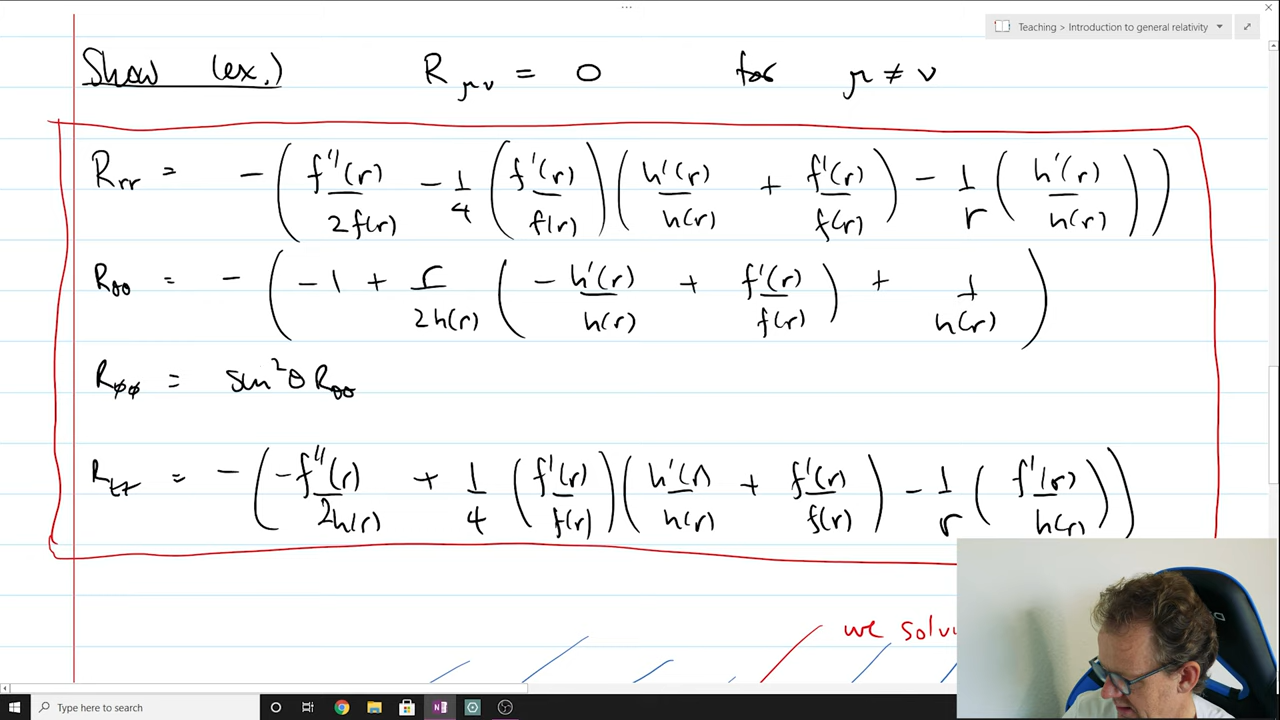 Teaching > Introduction to general relativity
Show (ex.) R_μν = 0 for μ ≠ ν
R_rr = - ( f''(r)/2f(r) - 1/4 ( f'(r)/f(r) ) ( h'(r)/h(r) + f'(r)/f(r) ) - 1/r ( h'(r)/h(r) ) )
R_θθ = - ( -1 + r/2h(r) ( - h'(r)/h(r) + f'(r)/f(r) ) + 1/h(r) )
R_φφ = sin²θ R_θθ
R_tt = - ( -f''(r)/2h(r) + 1/4 ( f'(r)/f(r) ) ( h'(r)/h(r) + f'(r)/f(r) ) - 1/r ( f'(r)/h(r) ) )
we solv
Type here to search